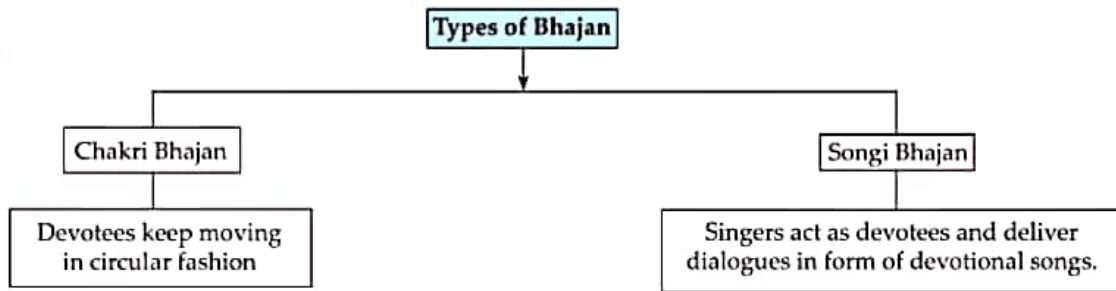 Types of Bhajan
Chakri Bhajan
Devotees keep moving
in circular fashion
Songi Bhajan
Singers act as devotees and deliver
dialogues in form of devotional songs.